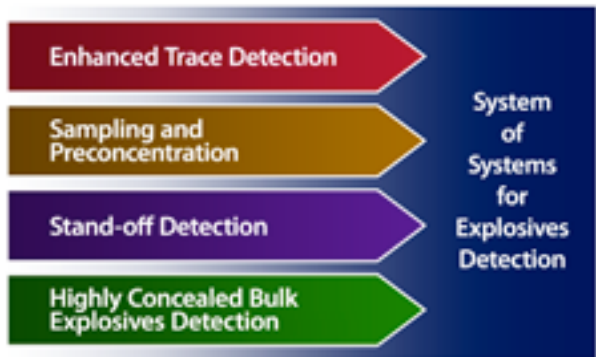 Enhanced Trace Detection
Sampling and
Preconcentration
Stand-off Detection
Highly Concealed Bulk
Explosives Detection
System
of
Systems
for
Explosives
Detection